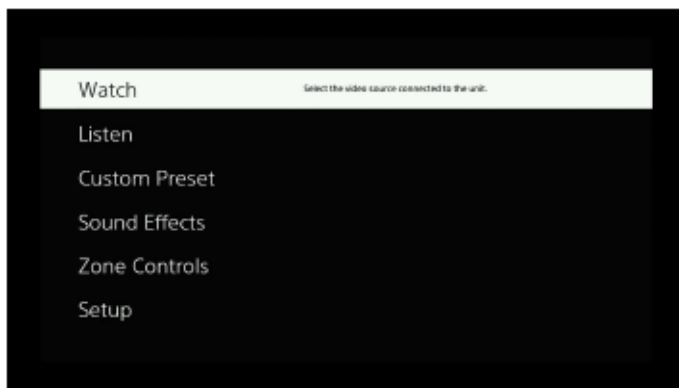 Watch Select the video source connected to the unit.
Listen
Custom Preset
Sound Effects
Zone Controls
Setup